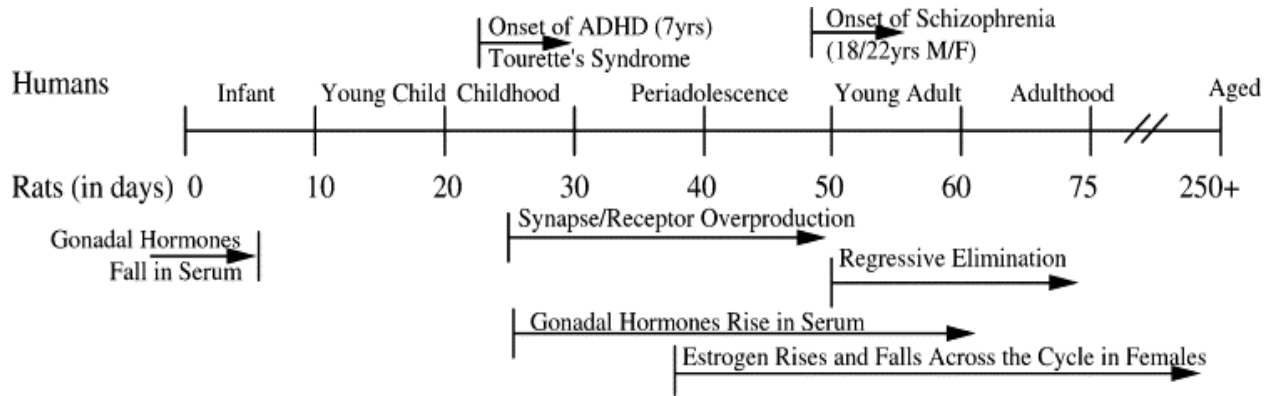 Onset of ADHD (7yrs)
Tourette's Syndrome
Onset of Schizophrenia
(18/22yrs M/F)
Humans
Infant
Young Child
Childhood
Periadolescence
Young Adult
Adulthood
Aged
Rats (in days) 0 10 20 30 40 50 60 75 250+
Gonadal Hormones
Fall in Serum
Synapse/Receptor Overproduction
Regressive Elimination
Gonadal Hormones Rise in Serum
Estrogen Rises and Falls Across the Cycle in Females